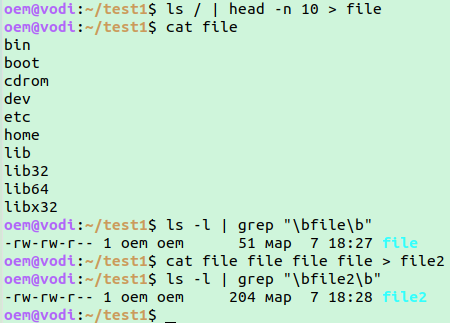 oem@vodi:~/test1$ ls / | head -n 10 > file
oem@vodi:~/test1$ cat file
bin
boot
cdrom
dev
etc
home
lib
lib32
lib64
libx32
oem@vodi:~/test1$ ls -l | grep "\bfile\b"
-rw-rw-r-- 1 oem oem      51 мар  7 18:27 file
oem@vodi:~/test1$ cat file file file file > file2
oem@vodi:~/test1$ ls -l | grep "\bfile2\b"
-rw-rw-r-- 1 oem oem     204 мар  7 18:28 file2
oem@vodi:~/test1$ _